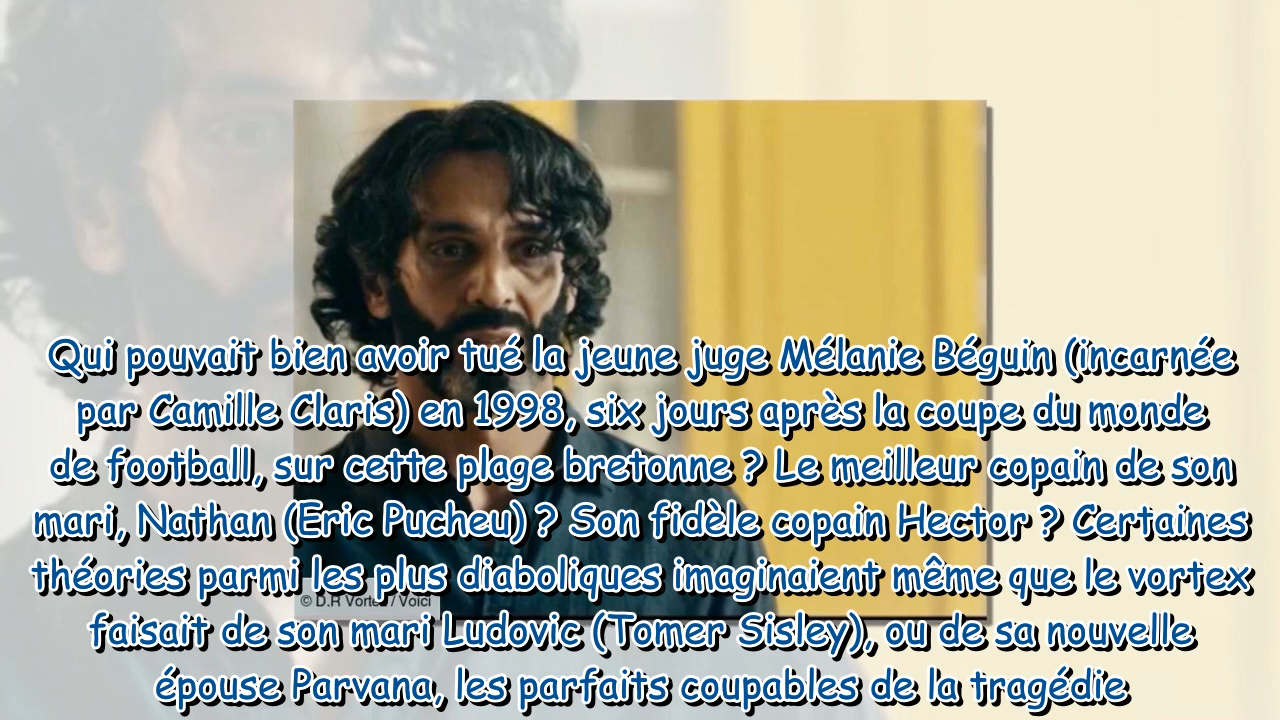 Qui pouvait bien avoir tué la jeune juge Mélanie Béguin (incarnée
par Camille Claris) en 1998, six jours après la coupe du monde
de football, sur cette plage bretonne ? Le meilleur copain de son
mari, Nathan (Eric Pucheu) ? Son fidèle copain Hector ? Certaines
théories parmi les plus diaboliques imaginaient même que le vortex
© D.R Vortex / Voici
faisait de son mari Ludovic (Tomer Sisley), ou de sa nouvelle
épouse Parvana, les parfaits coupables de la tragédie